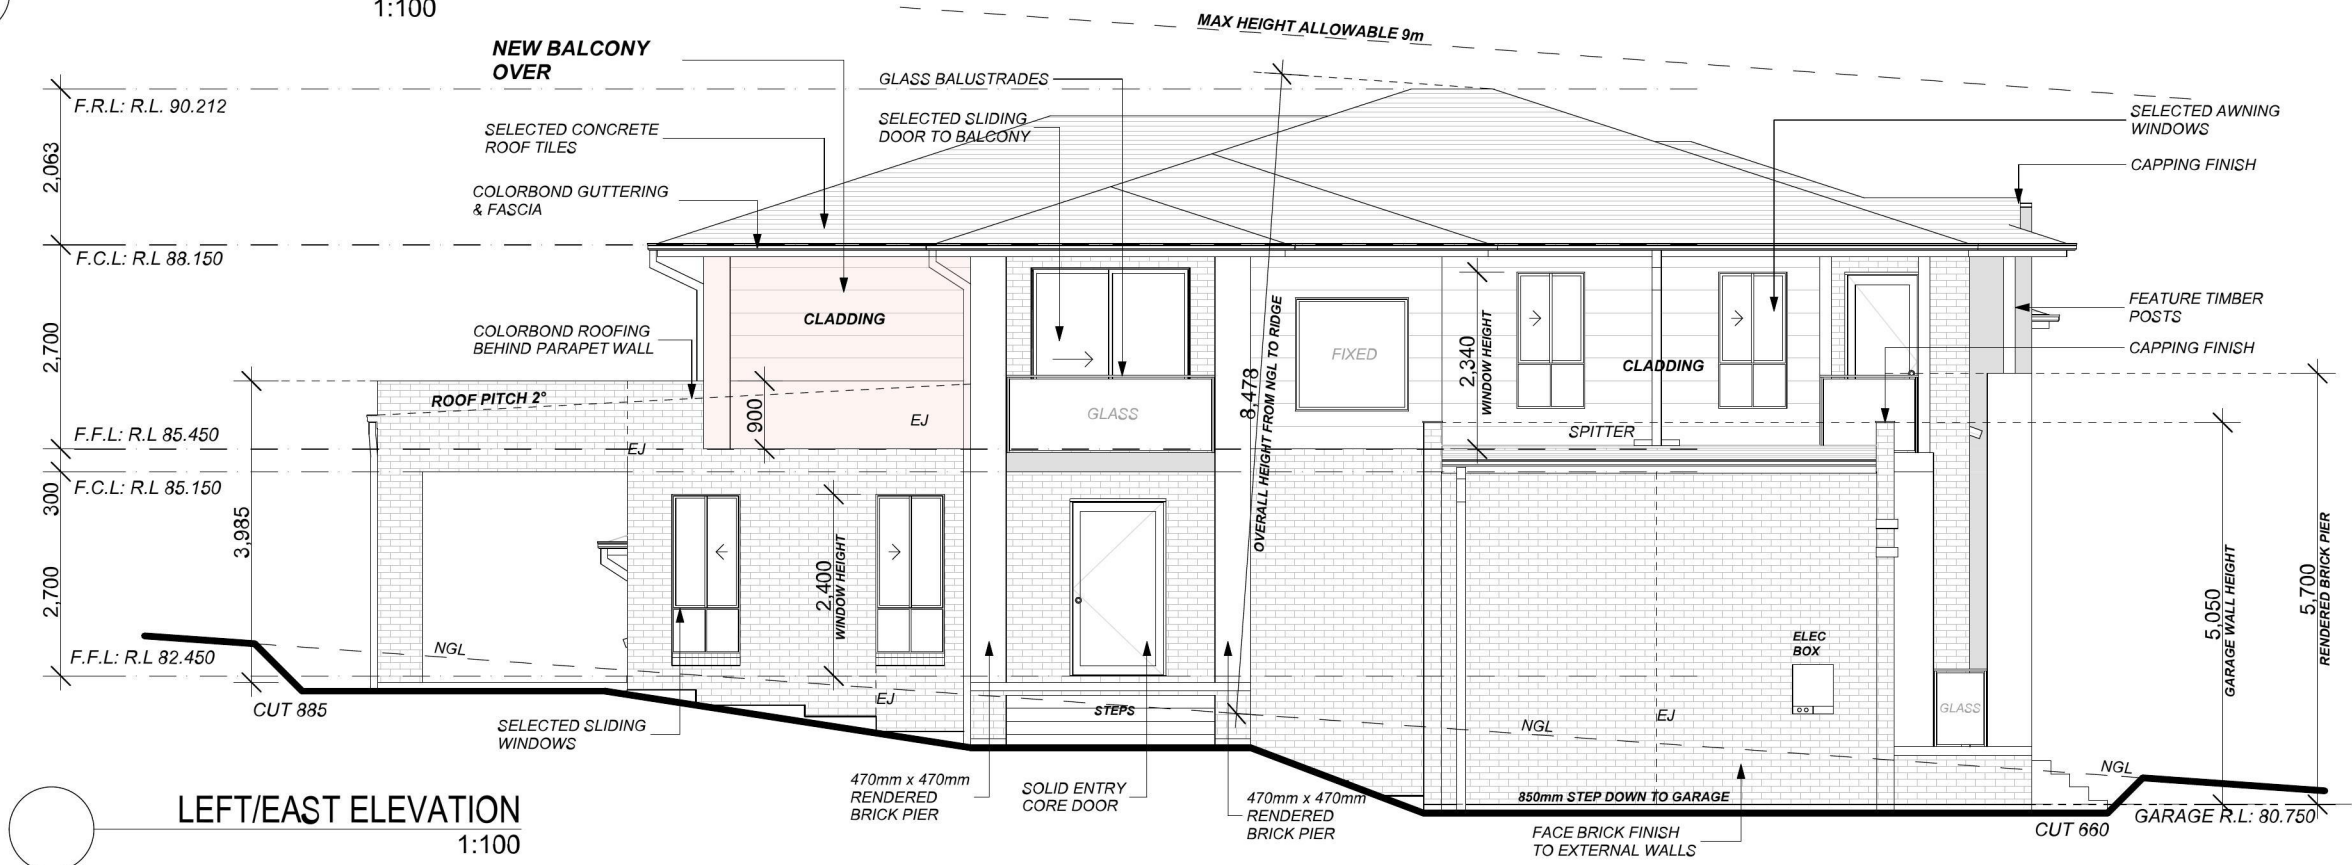 1:100
MAX HEIGHT ALLOWABLE 9m
NEW BALCONY
OVER
GLASS BALUSTRADES
F.R.L: R.L. 90.212
SELECTED CONCRETE
ROOF TILES
SELECTED SLIDING
DOOR TO BALCONY
SELECTED AWNING
WINDOWS
CAPPING FINISH
2,063
COLORBOND GUTTERING
& FASCIA
F.C.L: R.L 88.150
CLADDING
FEATURE TIMBER
POSTS
2,700
COLORBOND ROOFING
BEHIND PARAPET WALL
FIXED
2,340
WINDOW HEIGHT
CLADDING
CAPPING FINISH
ROOF PITCH 2°
900
EJ
GLASS
8,478
OVERALL HEIGHT FROM NGL TO RIDGE
SPITTER
F.F.L: R.L 85.450
EJ
F.C.L: R.L 85.150
300
3,985
2,400
WINDOW HEIGHT
2,700
5,050
GARAGE WALL HEIGHT
5,700
RENDERED BRICK PIER
ELEC
BOX
NGL
F.F.L: R.L 82.450
EJ
STEPS
NGL
EJ
GLASS
NGL
CUT 885
SELECTED SLIDING
WINDOWS
470mm x 470mm
RENDERED
BRICK PIER
SOLID ENTRY
CORE DOOR
470mm x 470mm
RENDERED
BRICK PIER
850mm STEP DOWN TO GARAGE
FACE BRICK FINISH
TO EXTERNAL WALLS
CUT 660
GARAGE R.L: 80.750
LEFT/EAST ELEVATION
1:100